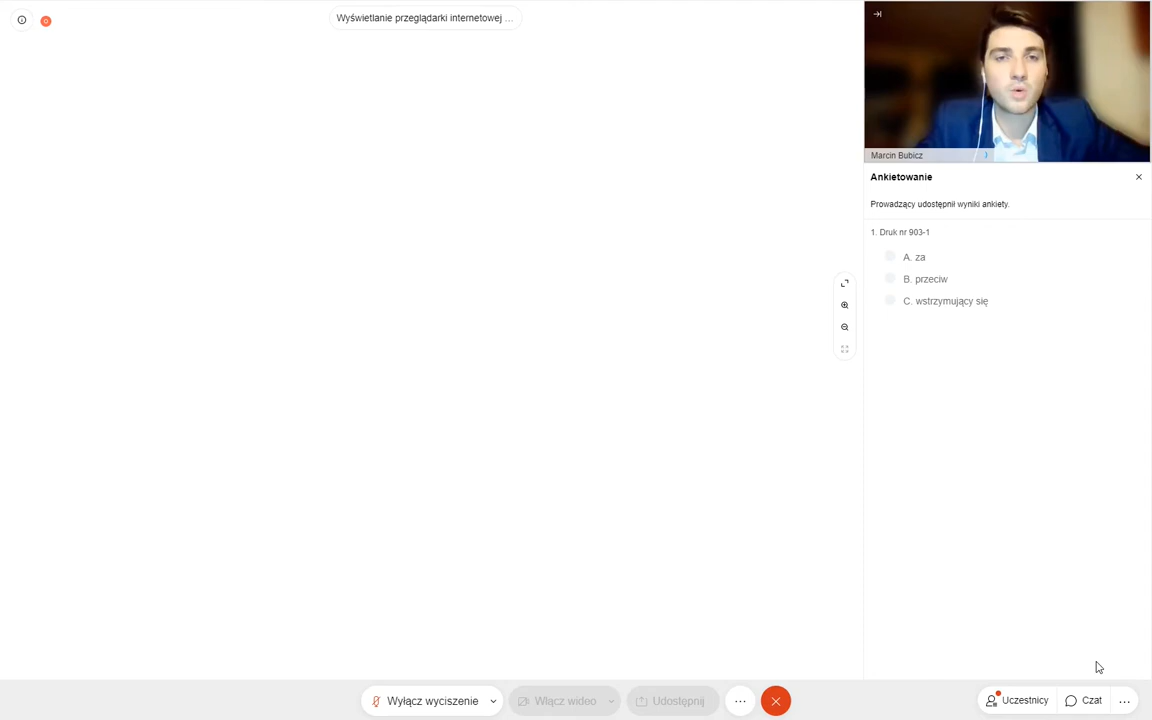 Wyświetlanie przeglądarki internetowej ...
Marcin Bubicz
Ankietowanie
Prowadzący udostępnił wyniki ankiety.
1. Druk nr 903-1
A. za
B. przeciw
C. wstrzymujący się
Wyłącz wyciszenie
Włącz wideo
Udostępnij
Uczestnicy
Czat